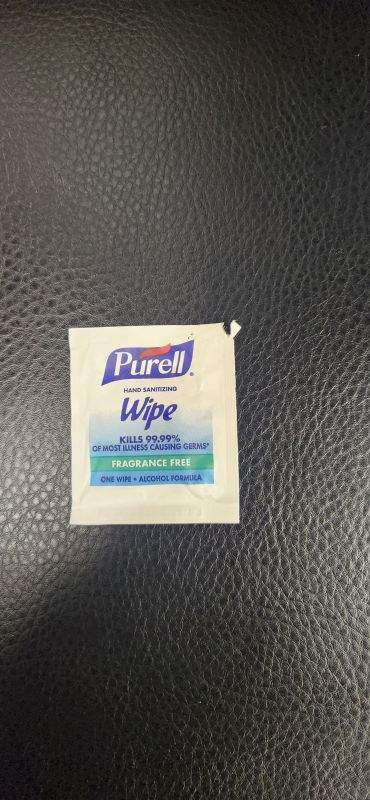 Purell®
HAND SANITIZING
Wipe
KILLS 99.99%
OF MOST ILLNESS CAUSING GERMS*
FRAGRANCE FREE
ONE WIPE • ALCOHOL FORMULA